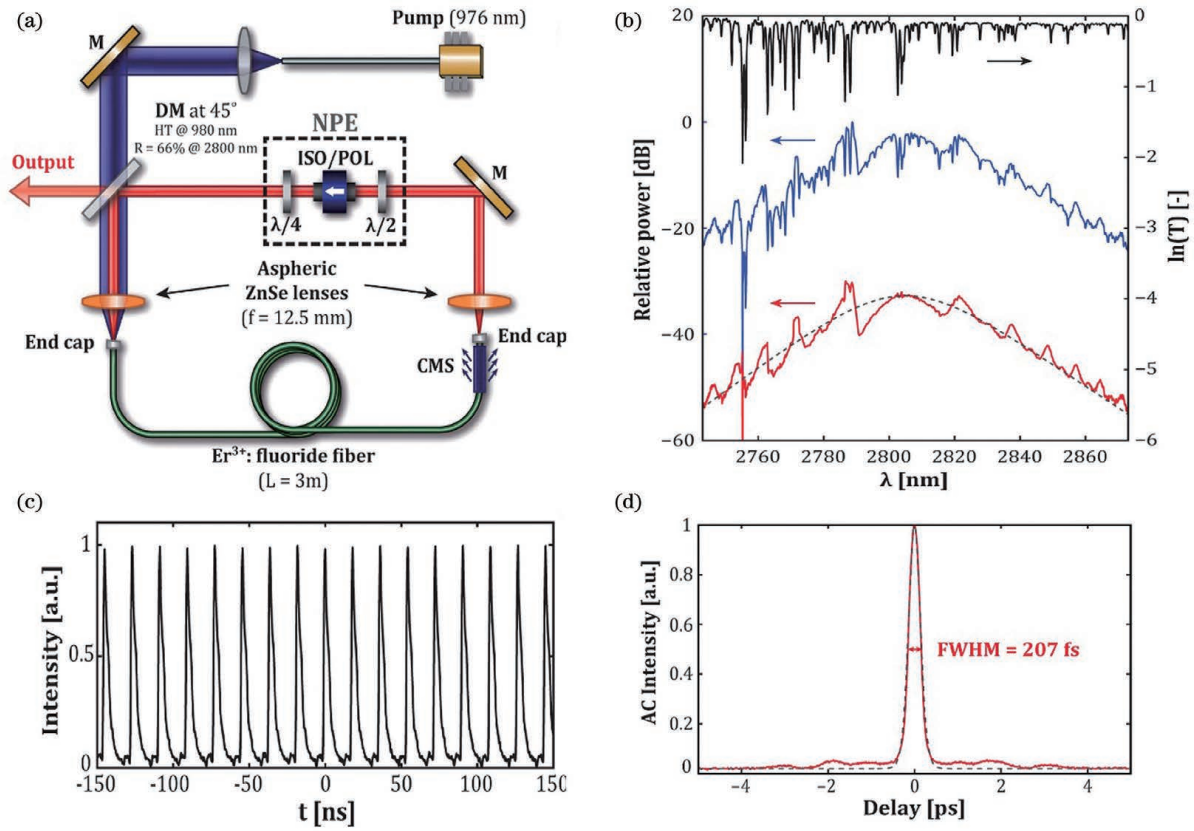 (a)
Pump (976 nm)
M
DM at 45°
HT @ 980 nm
R = 66% @ 2800 nm
NPE
ISO/POL
Output
M
λ/4
λ/2
Aspheric
ZnSe lenses
(f = 12.5 mm)
End cap
End cap
CMS
Er³⁺: fluoride fiber
(L = 3m)
(b)
20
0
−20
−40
−60
Relative power [dB]
0
−1
−2
−3
−4
−5
−6
ln(T) [-]
2760
2780
2800
2820
2840
2860
λ [nm]
(c)
1
0.5
0
Intensity [a.u.]
-150
-100
-50
0
50
100
150
t [ns]
(d)
1
0.8
0.6
0.4
0.2
0
AC Intensity [a.u.]
FWHM = 207 fs
−4
−2
0
2
4
Delay [ps]